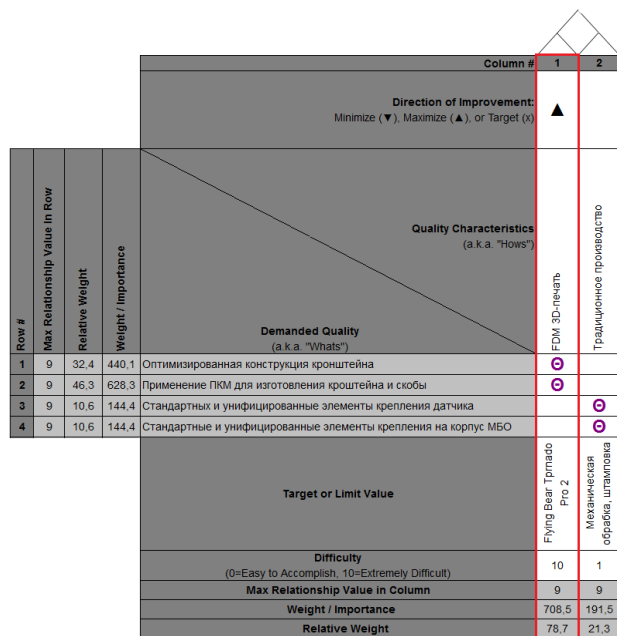 Column # 1 2
Direction of Improvement:
Minimize (▼), Maximize (▲), or Target (x) ▲
Quality Characteristics
(a.k.a. "Hows")
FDM 3D-печать
Традиционное производство
Row #
Max Relationship Value in Row
Relative Weight
Weight / Importance
Demanded Quality
(a.k.a. "Whats")
1 9 32,4 440,1 Оптимизированная конструкция кронштейна Θ
2 9 46,3 628,3 Применение ПКМ для изготовления кроштейна и скобы Θ
3 9 10,6 144,4 Стандартных и унифицированные элементы крепления датчика Θ
4 9 10,6 144,4 Стандартные и унифицированные элементы крепления на корпус МБО Θ
Target or Limit Value
Flying Bear Tprnado
Pro 2
Механическая
обрабка, штамповка
Difficulty
(0=Easy to Accomplish, 10=Extremely Difficult) 10 1
Max Relationship Value in Column 9 9
Weight / Importance 708,5 191,5
Relative Weight 78,7 21,3